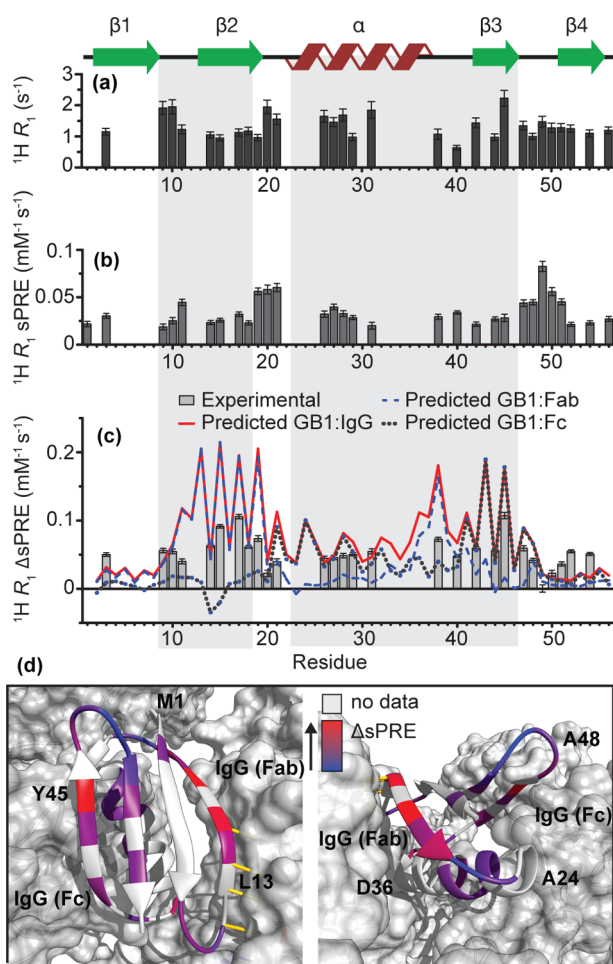 β1 β2 α β3 β4
(a)
¹H R₁ (s⁻¹)
3
2
1
0
10 20 30 40 50
(b)
¹H R₁ sPRE (mM⁻¹ s⁻¹)
0.1
0.05
0
10 20 30 40 50
Experimental Predicted GB1:Fab
Predicted GB1:IgG Predicted GB1:Fc
(c)
¹H R₁ ΔsPRE (mM⁻¹ s⁻¹)
0.2
0.1
0
10 20 30 40 50
Residue
(d)
M1
Y45
IgG (Fab)
L13
IgG (Fc)
no data
ΔsPRE
A48
IgG (Fc)
IgG (Fab)
D36
A24